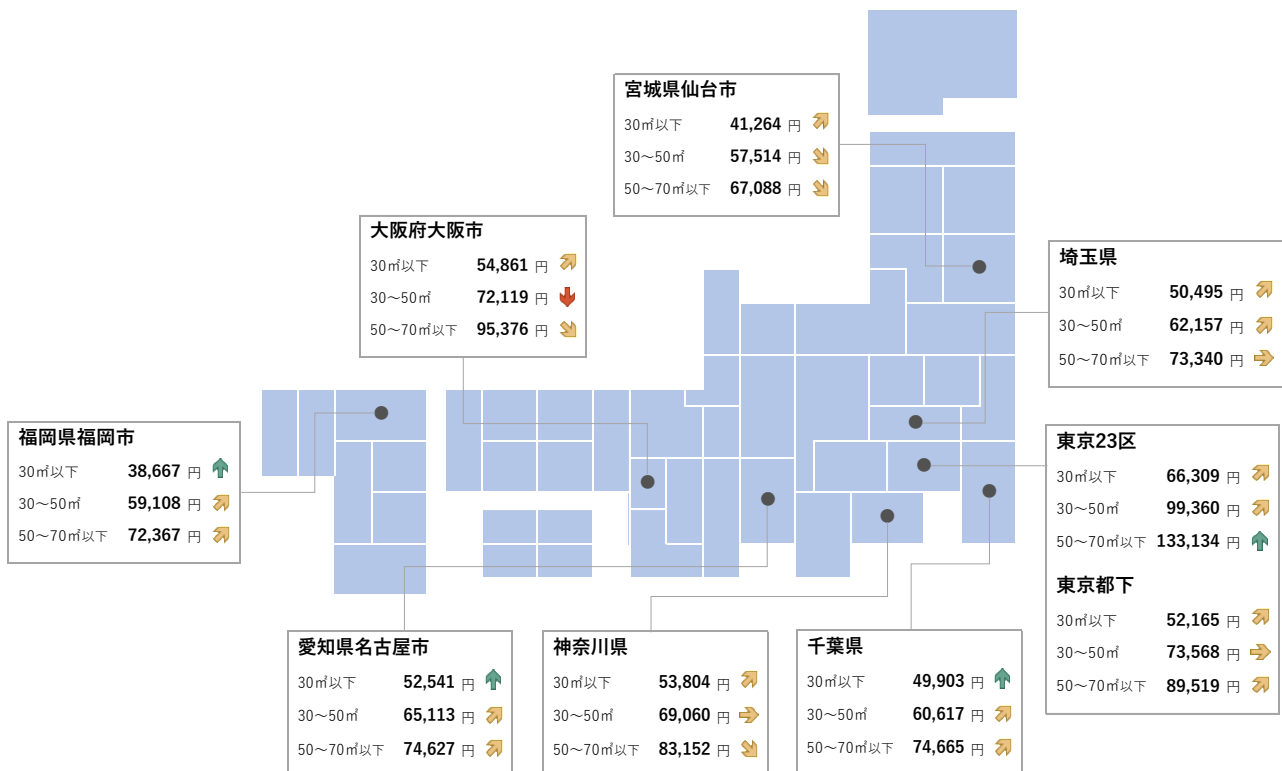 宮城県仙台市
30㎡以下 41,264 円
30～50㎡ 57,514 円
50～70㎡以下 67,088 円
大阪府大阪市
30㎡以下 54,861 円
30～50㎡ 72,119 円
50～70㎡以下 95,376 円
埼玉県
30㎡以下 50,495 円
30～50㎡ 62,157 円
50～70㎡以下 73,340 円
福岡県福岡市
30㎡以下 38,667 円
30～50㎡ 59,108 円
50～70㎡以下 72,367 円
東京23区
30㎡以下 66,309 円
30～50㎡ 99,360 円
50～70㎡以下 133,134 円
東京都下
30㎡以下 52,165 円
30～50㎡ 73,568 円
50～70㎡以下 89,519 円
愛知県名古屋市
30㎡以下 52,541 円
30～50㎡ 65,113 円
50～70㎡以下 74,627 円
神奈川県
30㎡以下 53,804 円
30～50㎡ 69,060 円
50～70㎡以下 83,152 円
千葉県
30㎡以下 49,903 円
30～50㎡ 60,617 円
50～70㎡以下 74,665 円